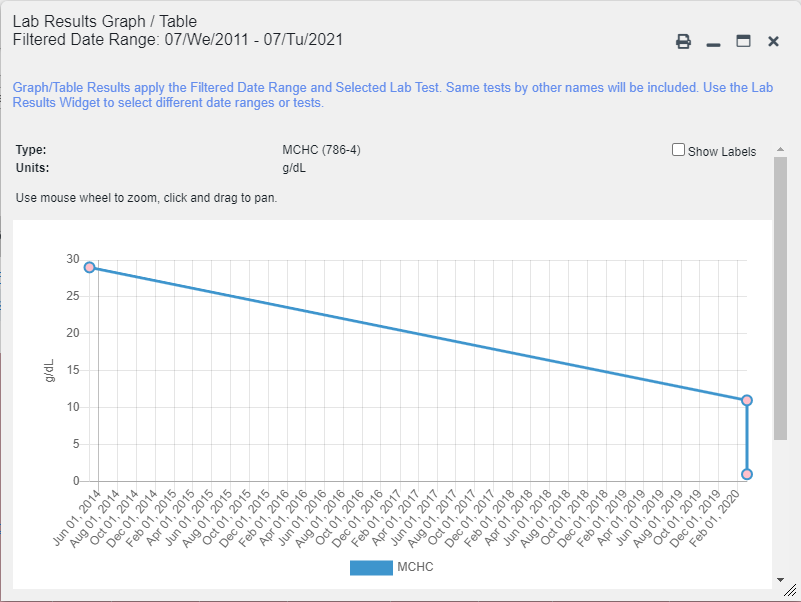 Lab Results Graph / Table
Filtered Date Range: 07/We/2011 - 07/Tu/2021
Graph/Table Results apply the Filtered Date Range and Selected Lab Test. Same tests by other names will be included. Use the Lab
Results Widget to select different date ranges or tests.
Type: MCHC (786-4) Show Labels
Units: g/dL
Use mouse wheel to zoom, click and drag to pan.
30
25
20
15
10
5
0
g/dL
Jun 01, 2014
Aug 01, 2014
Oct 01, 2014
Dec 01, 2014
Feb 01, 2015
Apr 01, 2015
Jun 01, 2015
Aug 01, 2015
Oct 01, 2015
Dec 01, 2015
Feb 01, 2016
Apr 01, 2016
Jun 01, 2016
Aug 01, 2016
Oct 01, 2016
Dec 01, 2016
Feb 01, 2017
Apr 01, 2017
Jun 01, 2017
Aug 01, 2017
Oct 01, 2017
Dec 01, 2017
Feb 01, 2018
Apr 01, 2018
Jun 01, 2018
Aug 01, 2018
Oct 01, 2018
Dec 01, 2018
Feb 01, 2019
Apr 01, 2019
Jun 01, 2019
Aug 01, 2019
Oct 01, 2019
Dec 01, 2019
Feb 01, 2020
MCHC